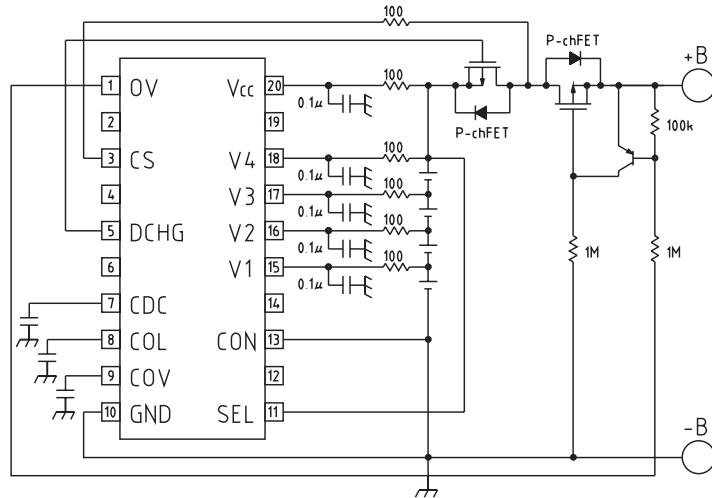 100
P-chFET
+B
1 OV Vcc 20
100
0.1µ
P-chFET
100k
2 19
3 CS V4 18
100
0.1µ
4 V3 17
100
0.1µ
5 DCHG V2 16
100
0.1µ
1M
1M
6 V1 15
100
0.1µ
7 CDC 14
8 COL CON 13
9 COV 12
10 GND SEL 11
-B